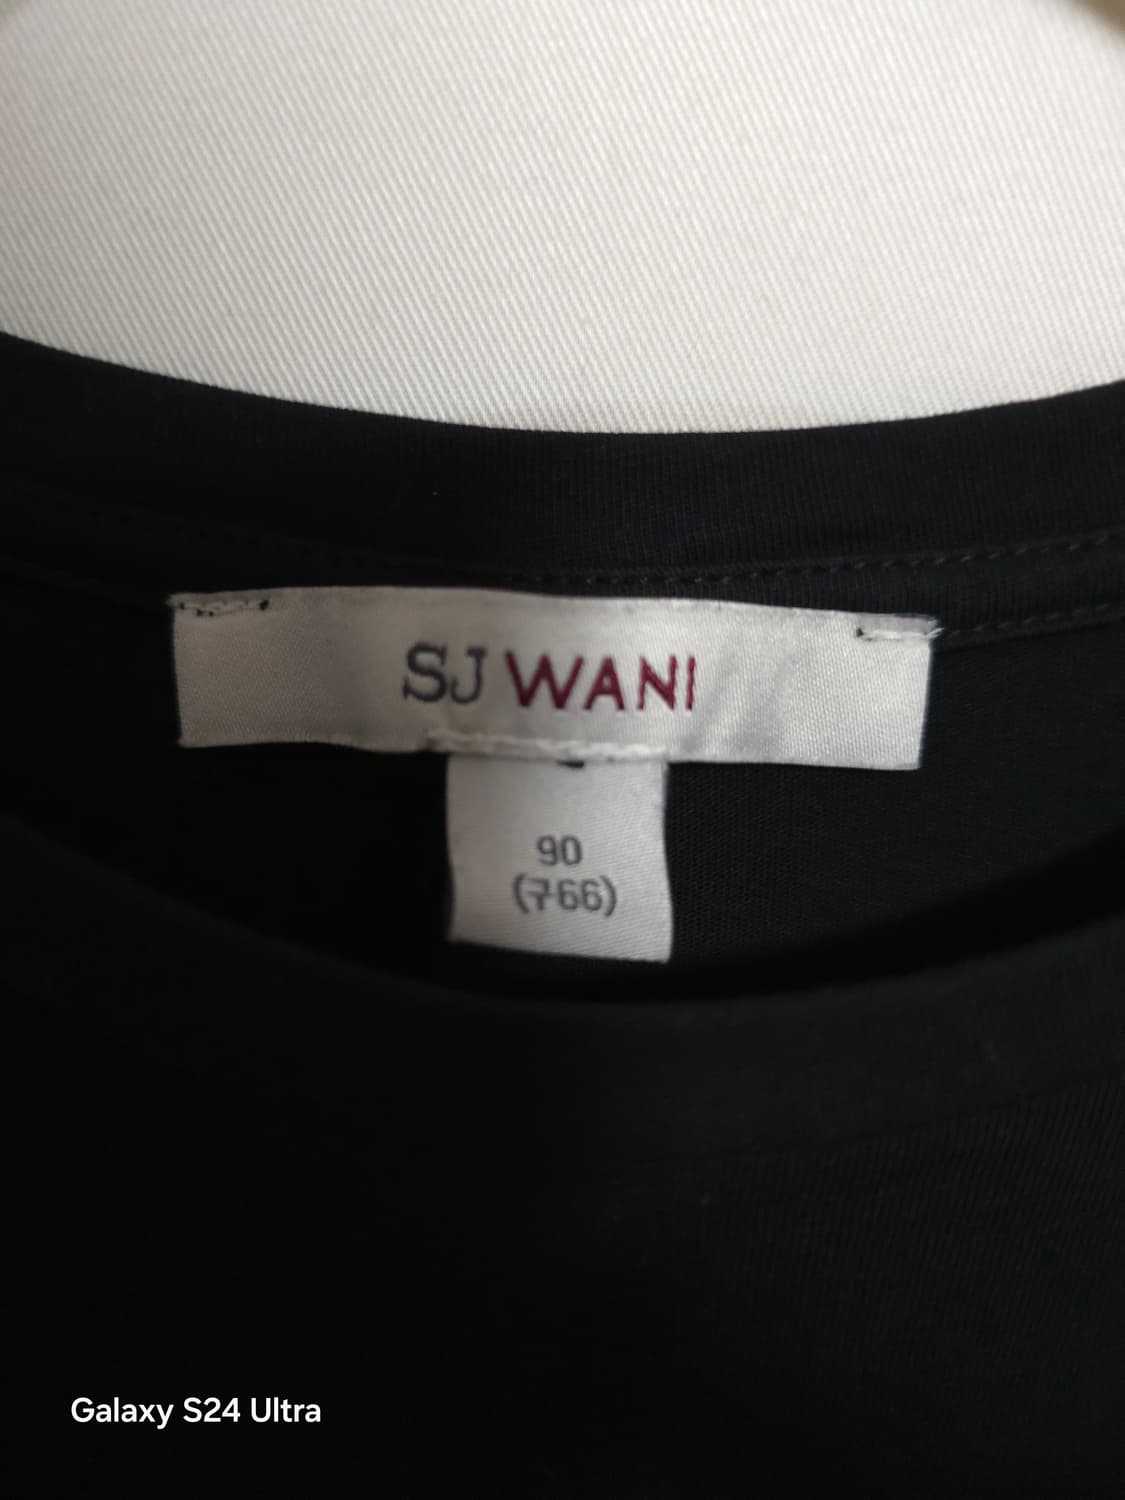 SJ WANI
90
(766)
Galaxy S24 Ultra